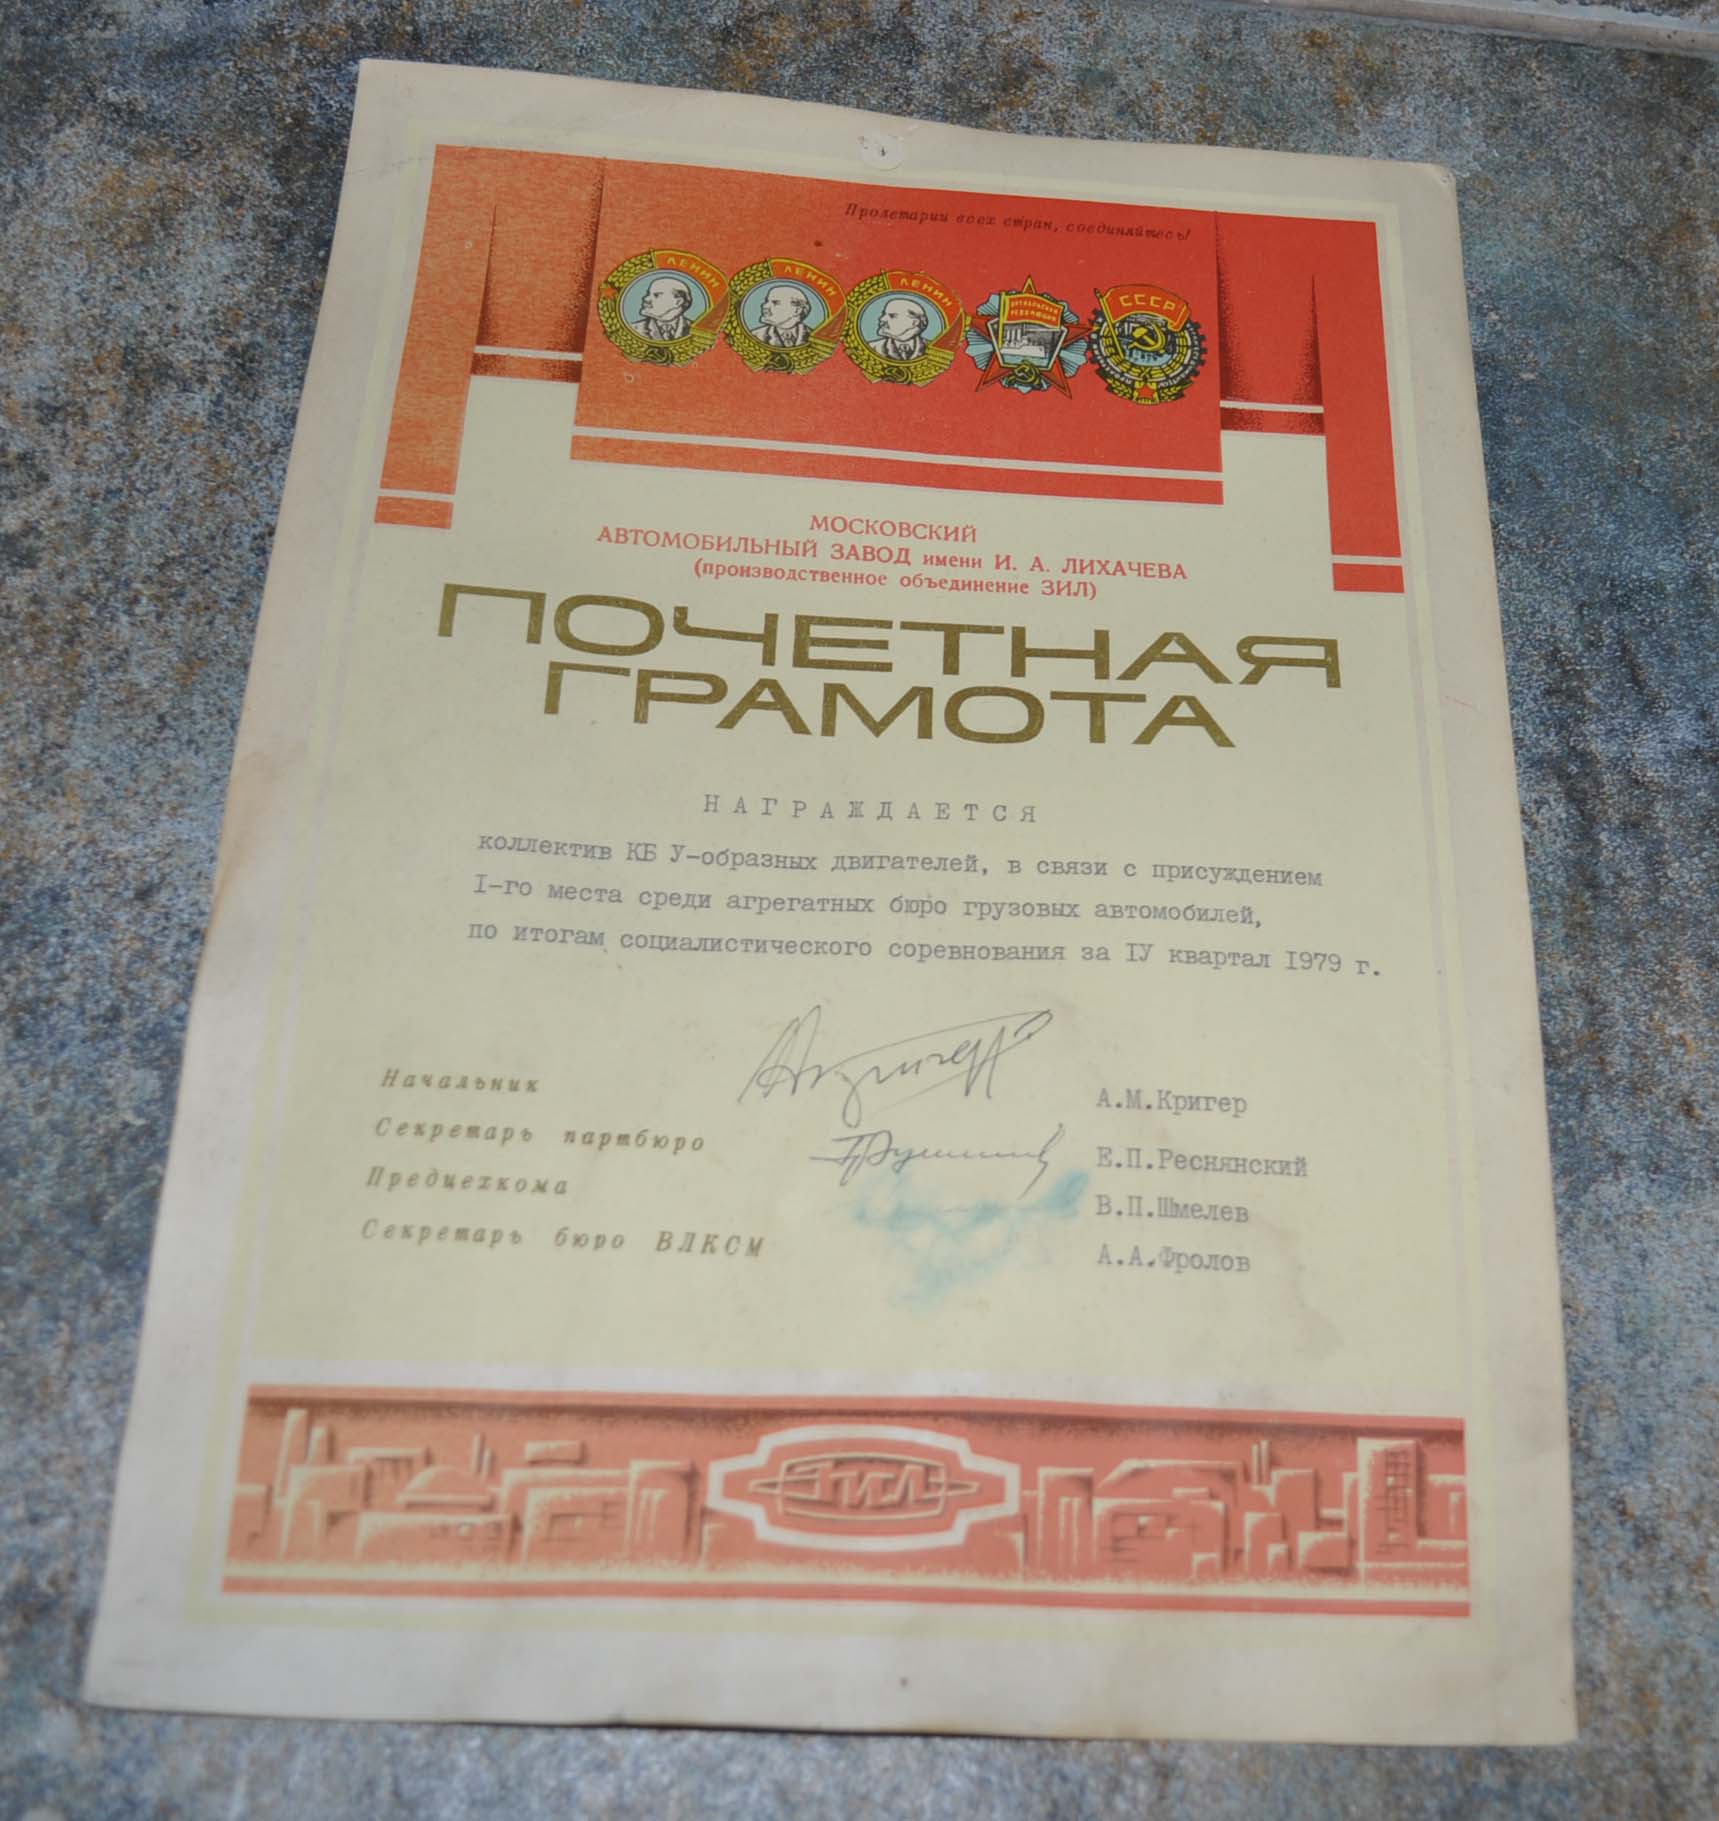 Пролетарии всех стран, соединяйтесь!
ЛЕНИН ЛЕНИН ЛЕНИН ОКТЯБРЬСКАЯ РЕВОЛЮЦИЯ СССР
МОСКОВСКИЙ
АВТОМОБИЛЬНЫЙ ЗАВОД имени И. А. ЛИХАЧЕВА
(производственное объединение ЗИЛ)
ПОЧЕТНАЯ
ГРАМОТА
НАГРАЖДАЕТСЯ
коллектив КБ У-образных двигателей, в связи с присуждением
I-го места среди агрегатных бюро грузовых автомобилей,
по итогам социалистического соревнования за IУ квартал 1979 г.
Начальник А.М.Кригер
Секретарь партбюро Е.П.Реснянский
Предцехкома В.П.Шмелев
Секретарь бюро ВЛКСМ А.А.Фролов
ЗИЛ